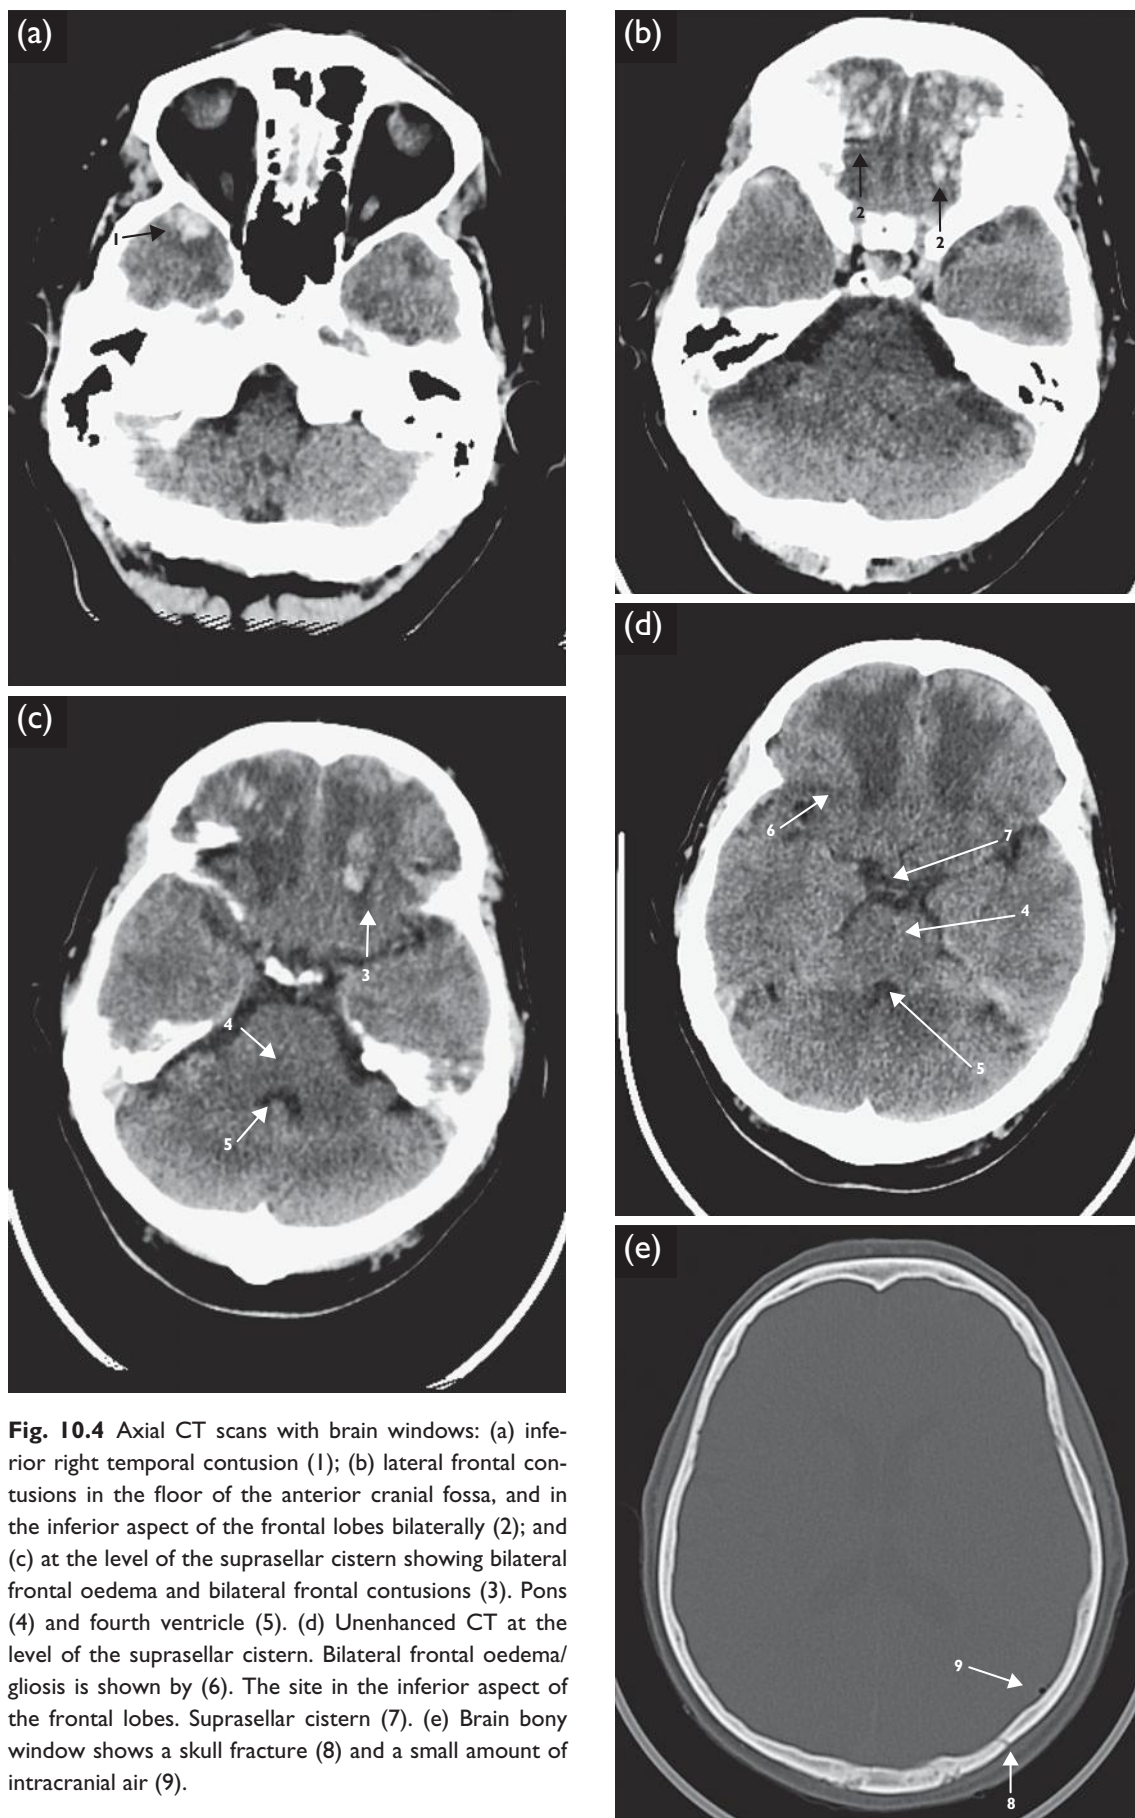 (a)
1
(b)
2
2
(c)
3
4
5
(d)
6
7
4
5
(e)
9
8
Fig. 10.4 Axial CT scans with brain windows: (a) infe-
rior right temporal contusion (1); (b) lateral frontal con-
tusions in the floor of the anterior cranial fossa, and in
the inferior aspect of the frontal lobes bilaterally (2); and
(c) at the level of the suprasellar cistern showing bilateral
frontal oedema and bilateral frontal contusions (3). Pons
(4) and fourth ventricle (5). (d) Unenhanced CT at the
level of the suprasellar cistern. Bilateral frontal oedema/
gliosis is shown by (6). The site in the inferior aspect of
the frontal lobes. Suprasellar cistern (7). (e) Brain bony
window shows a skull fracture (8) and a small amount of
intracranial air (9).